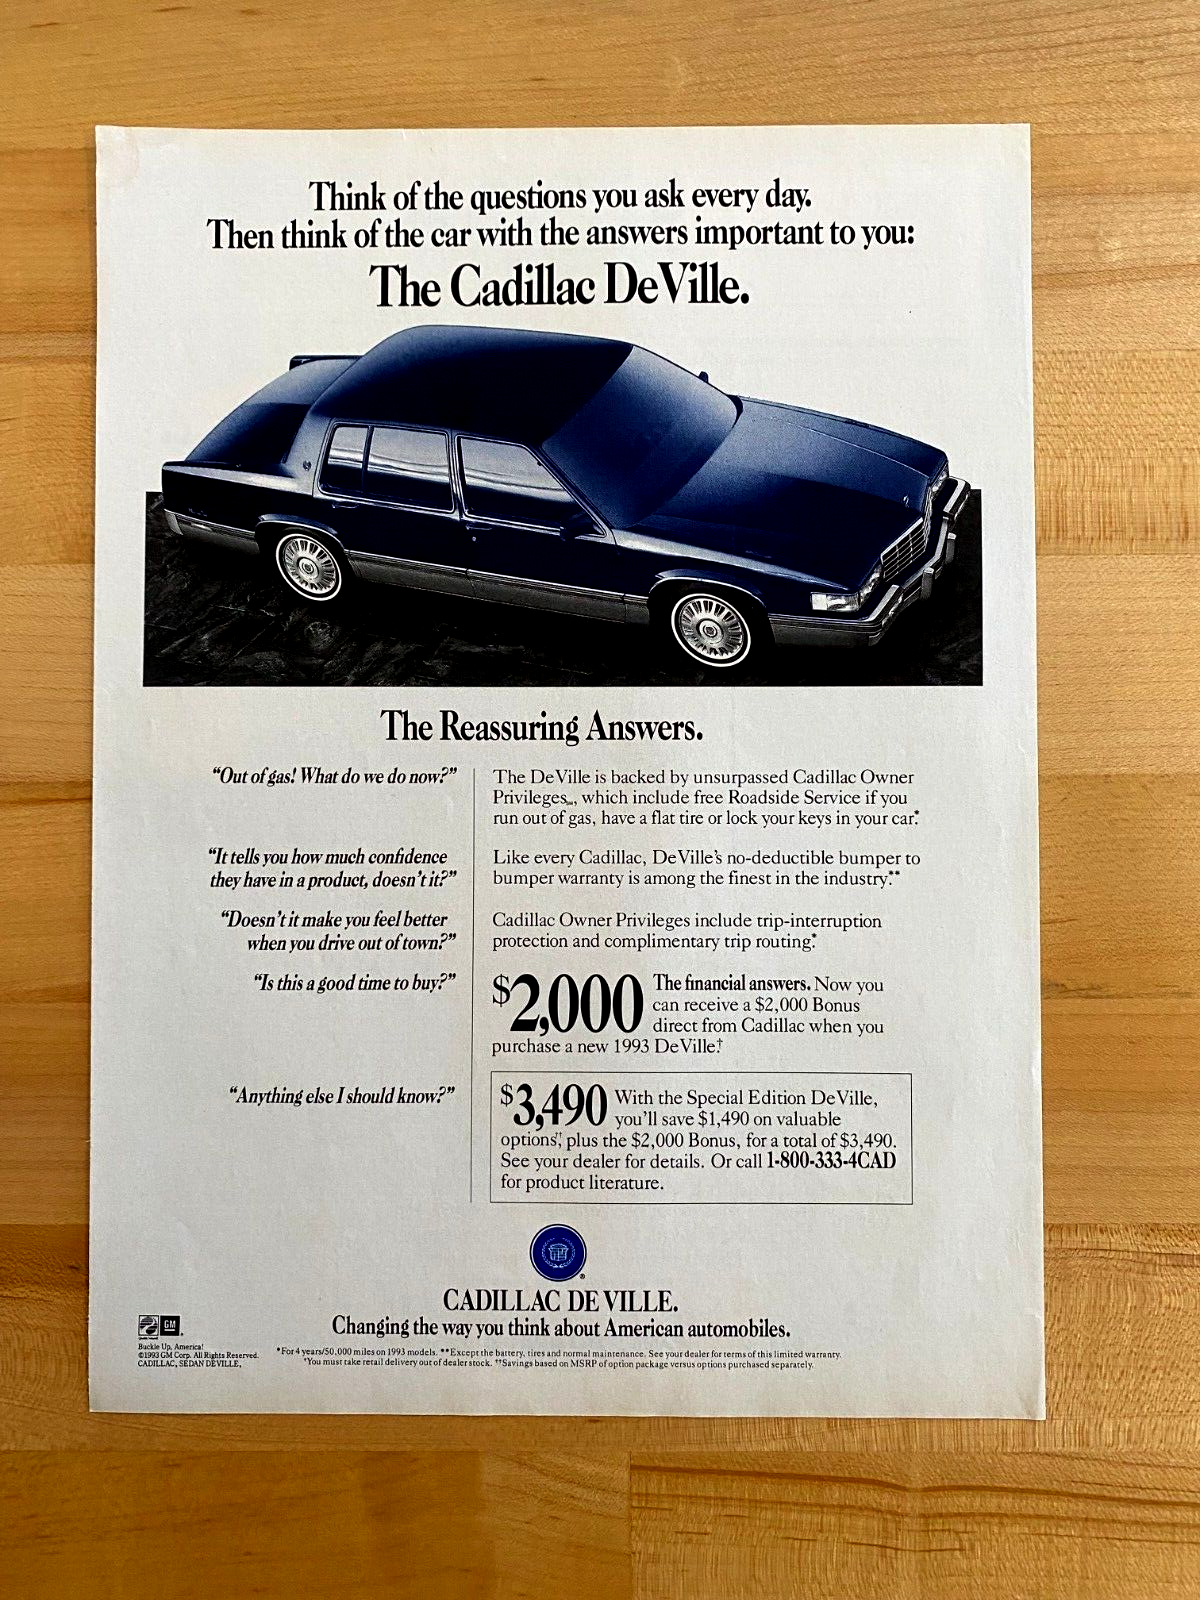 Think of the questions you ask every day.
Then think of the car with the answers important to you:
The Cadillac DeVille.
The Reassuring Answers.
“Out of gas! What do we do now?”
The DeVille is backed by unsurpassed Cadillac Owner
Privileges, which include free Roadside Service if you
run out of gas, have a flat tire or lock your keys in your car.*
“It tells you how much confidence
they have in a product, doesn’t it?”
Like every Cadillac, DeVille’s no-deductible bumper to
bumper warranty is among the finest in the industry.**
“Doesn’t it make you feel better
when you drive out of town?”
Cadillac Owner Privileges include trip-interruption
protection and complimentary trip routing.*
“Is this a good time to buy?”
$2,000 The financial answers. Now you
can receive a $2,000 Bonus
direct from Cadillac when you
purchase a new 1993 DeVille.†
“Anything else I should know?”
$3,490 With the Special Edition DeVille,
you’ll save $1,490 on valuable
options,†† plus the $2,000 Bonus, for a total of $3,490.
See your dealer for details. Or call 1-800-333-4CAD
for product literature.
®
CADILLAC DE VILLE.
Changing the way you think about American automobiles.
GM
Buckle Up, America!
©1993 GM Corp. All Rights Reserved.
CADILLAC, SEDAN DEVILLE,
*For 4 years/50,000 miles on 1993 models. **Except the battery, tires and normal maintenance. See your dealer for terms of this limited warranty.
†You must take retail delivery out of dealer stock. ††Savings based on MSRP of option package versus options purchased separately.